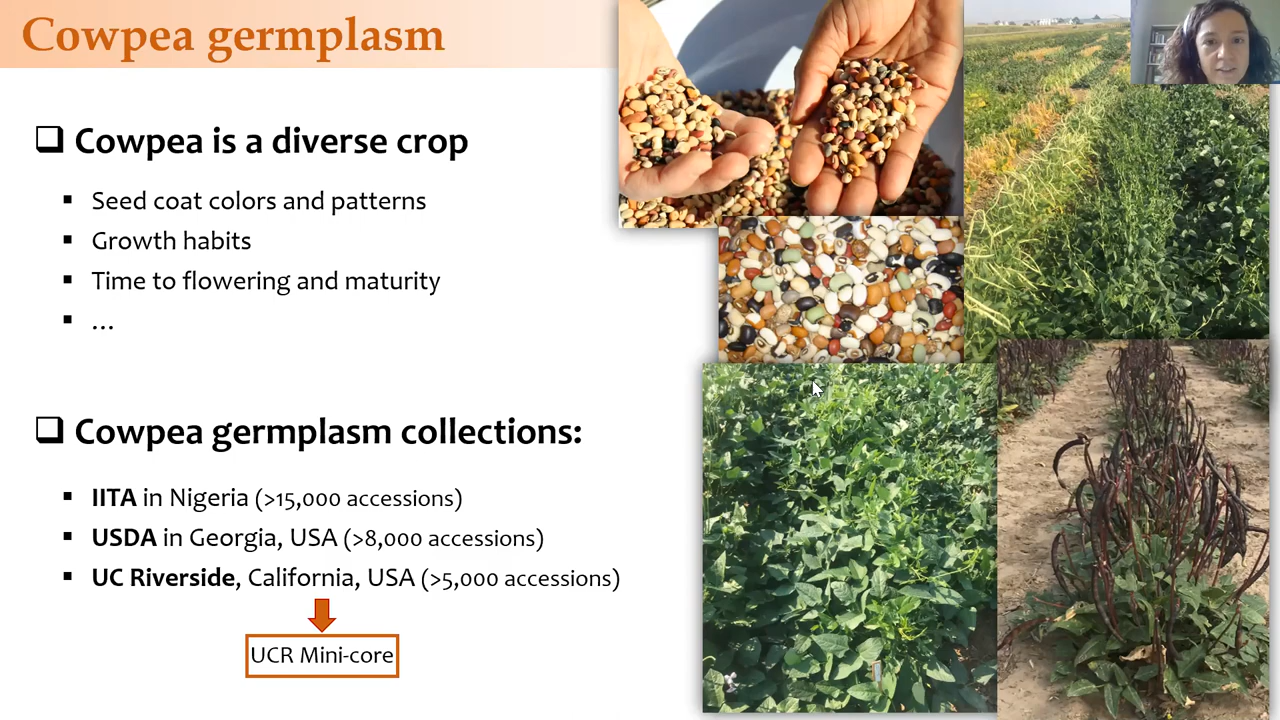 Cowpea germplasm
❑ Cowpea is a diverse crop
▪ Seed coat colors and patterns
▪ Growth habits
▪ Time to flowering and maturity
▪ …
❑ Cowpea germplasm collections:
▪ IITA in Nigeria (>15,000 accessions)
▪ USDA in Georgia, USA (>8,000 accessions)
▪ UC Riverside, California, USA (>5,000 accessions)
UCR Mini-core